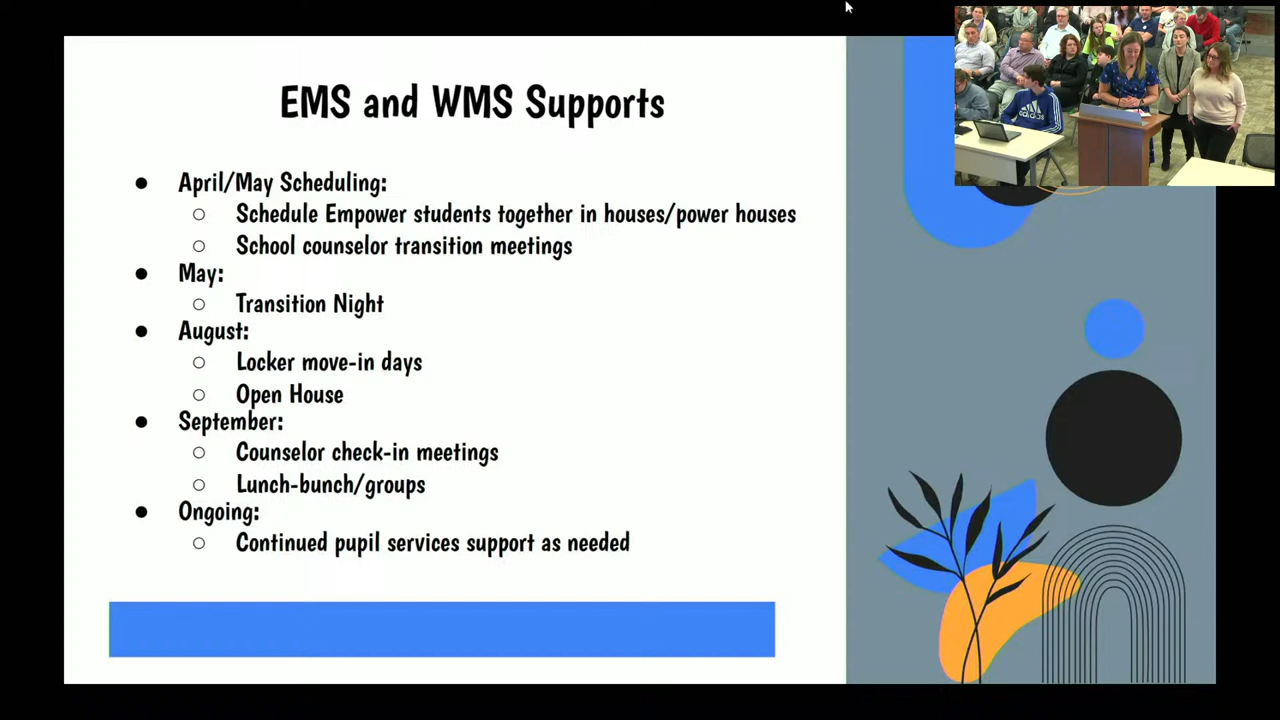 EMS and WMS Supports
● April/May Scheduling:
○ Schedule Empower students together in houses/power houses
○ School counselor transition meetings
● May:
○ Transition Night
● August:
○ Locker move-in days
○ Open House
● September:
○ Counselor check-in meetings
○ Lunch-bunch/groups
● Ongoing:
○ Continued pupil services support as needed
adidas